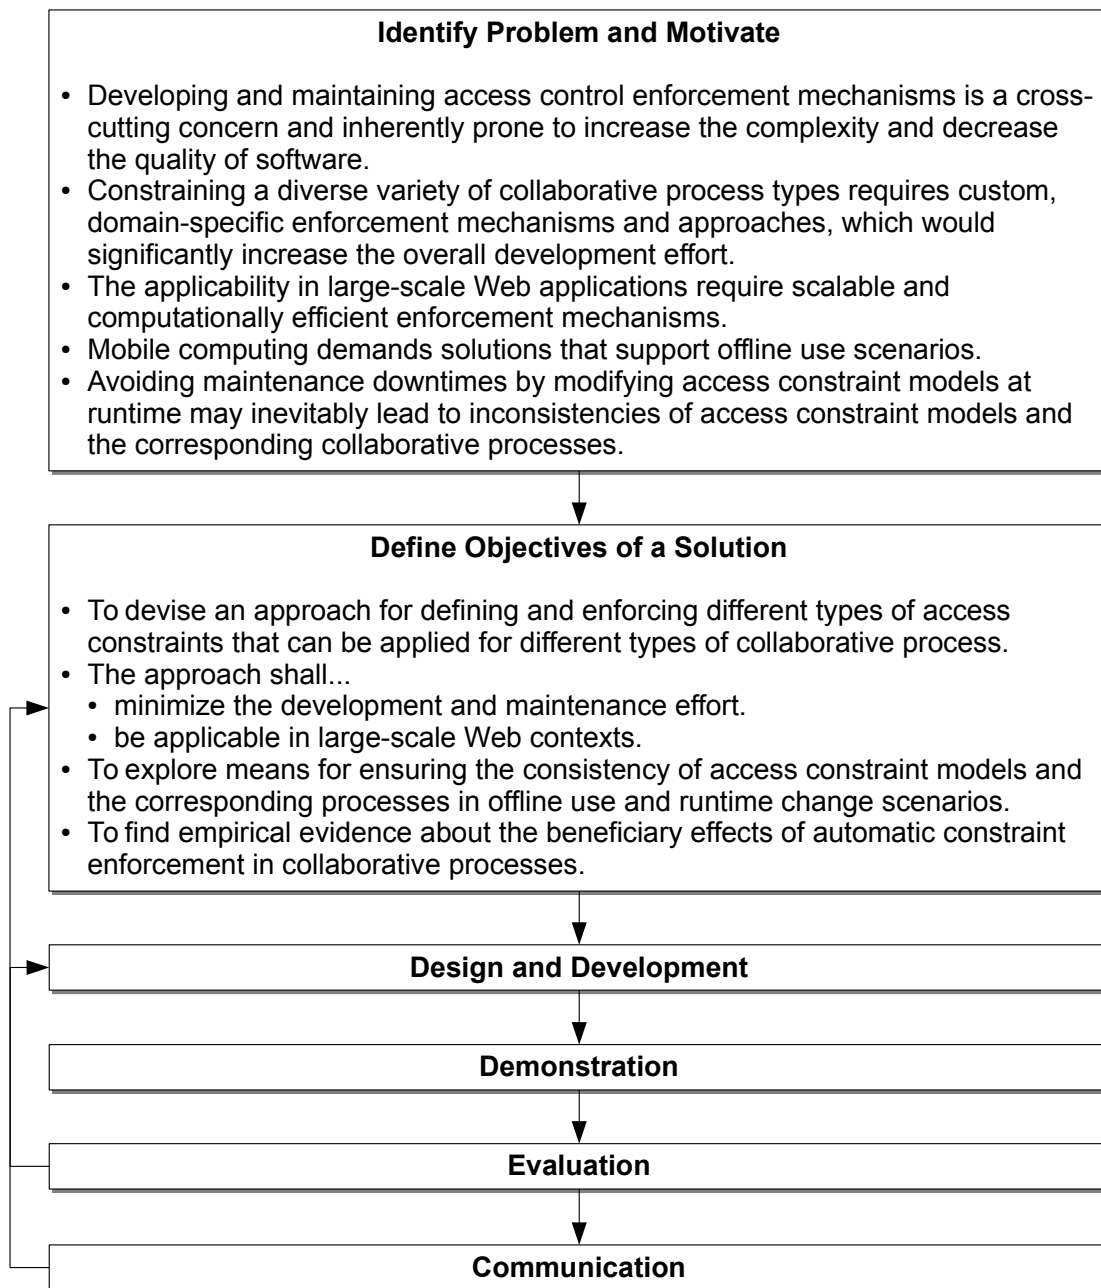 Identify Problem and Motivate
• Developing and maintaining access control enforcement mechanisms is a cross-
cutting concern and inherently prone to increase the complexity and decrease
the quality of software.
• Constraining a diverse variety of collaborative process types requires custom,
domain-specific enforcement mechanisms and approaches, which would
significantly increase the overall development effort.
• The applicability in large-scale Web applications require scalable and
computationally efficient enforcement mechanisms.
• Mobile computing demands solutions that support offline use scenarios.
• Avoiding maintenance downtimes by modifying access constraint models at
runtime may inevitably lead to inconsistencies of access constraint models and
the corresponding collaborative processes.
Define Objectives of a Solution
• To devise an approach for defining and enforcing different types of access
constraints that can be applied for different types of collaborative process.
• The approach shall...
• minimize the development and maintenance effort.
• be applicable in large-scale Web contexts.
• To explore means for ensuring the consistency of access constraint models and
the corresponding processes in offline use and runtime change scenarios.
• To find empirical evidence about the beneficiary effects of automatic constraint
enforcement in collaborative processes.
Design and Development
Demonstration
Evaluation
Communication